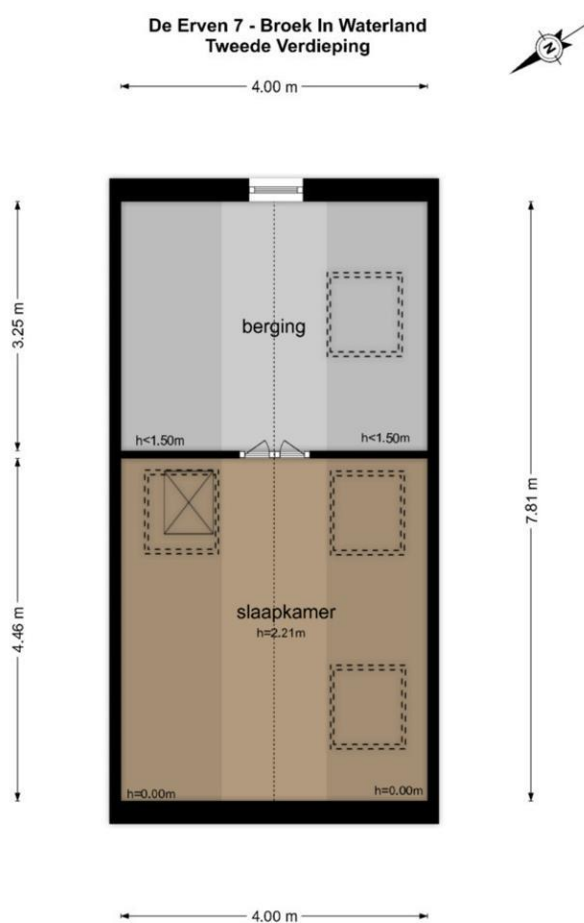 De Erven 7 - Broek In Waterland
Tweede Verdieping
N
4.00 m
3.25 m
berging
h<1.50m
h<1.50m
7.81 m
4.46 m
slaapkamer
h=2.21m
h=0.00m
h=0.00m
4.00 m